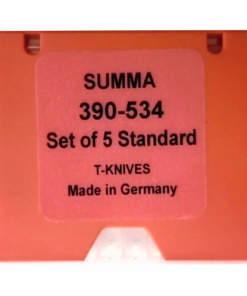 SUMMA
390-534
Set of 5 Standard
T-KNIVES
Made in Germany